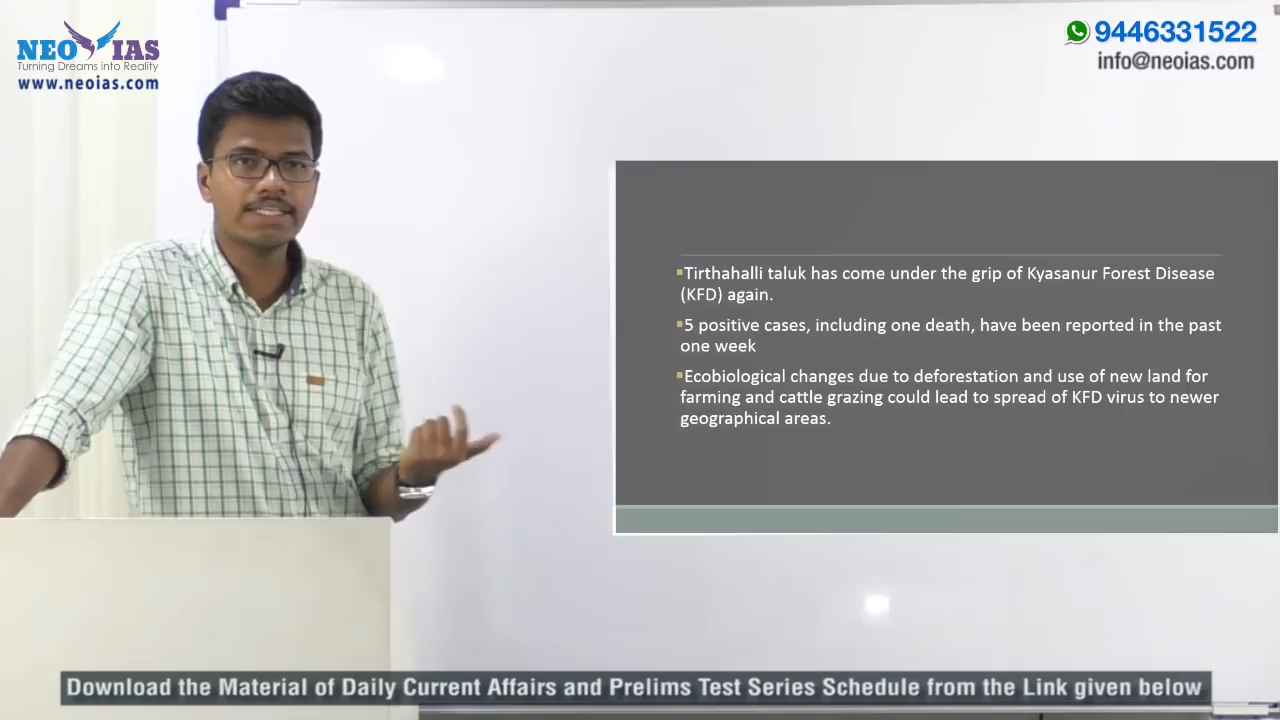 NEO IAS
Turning Dreams into Reality
www.neoias.com
9446331522
info@neoias.com
▪Tirthahalli taluk has come under the grip of Kyasanur Forest Disease
(KFD) again.
▪5 positive cases, including one death, have been reported in the past
one week
▪Ecobiological changes due to deforestation and use of new land for
farming and cattle grazing could lead to spread of KFD virus to newer
geographical areas.
Download the Material of Daily Current Affairs and Prelims Test Series Schedule from the Link given below